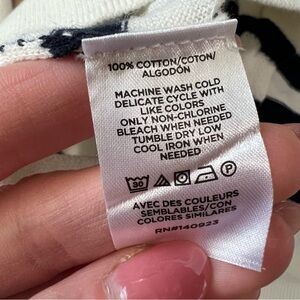 100% COTTON/COTON/
ALGODÓN
MACHINE WASH COLD
DELICATE CYCLE WITH
LIKE COLORS
ONLY NON-CHLORINE
BLEACH WHEN NEEDED
TUMBLE DRY LOW
COOL IRON WHEN
NEEDED
30
P
AVEC DES COULEURS
SEMBLABLES/CON
COLORES SIMILARES
RN#140923